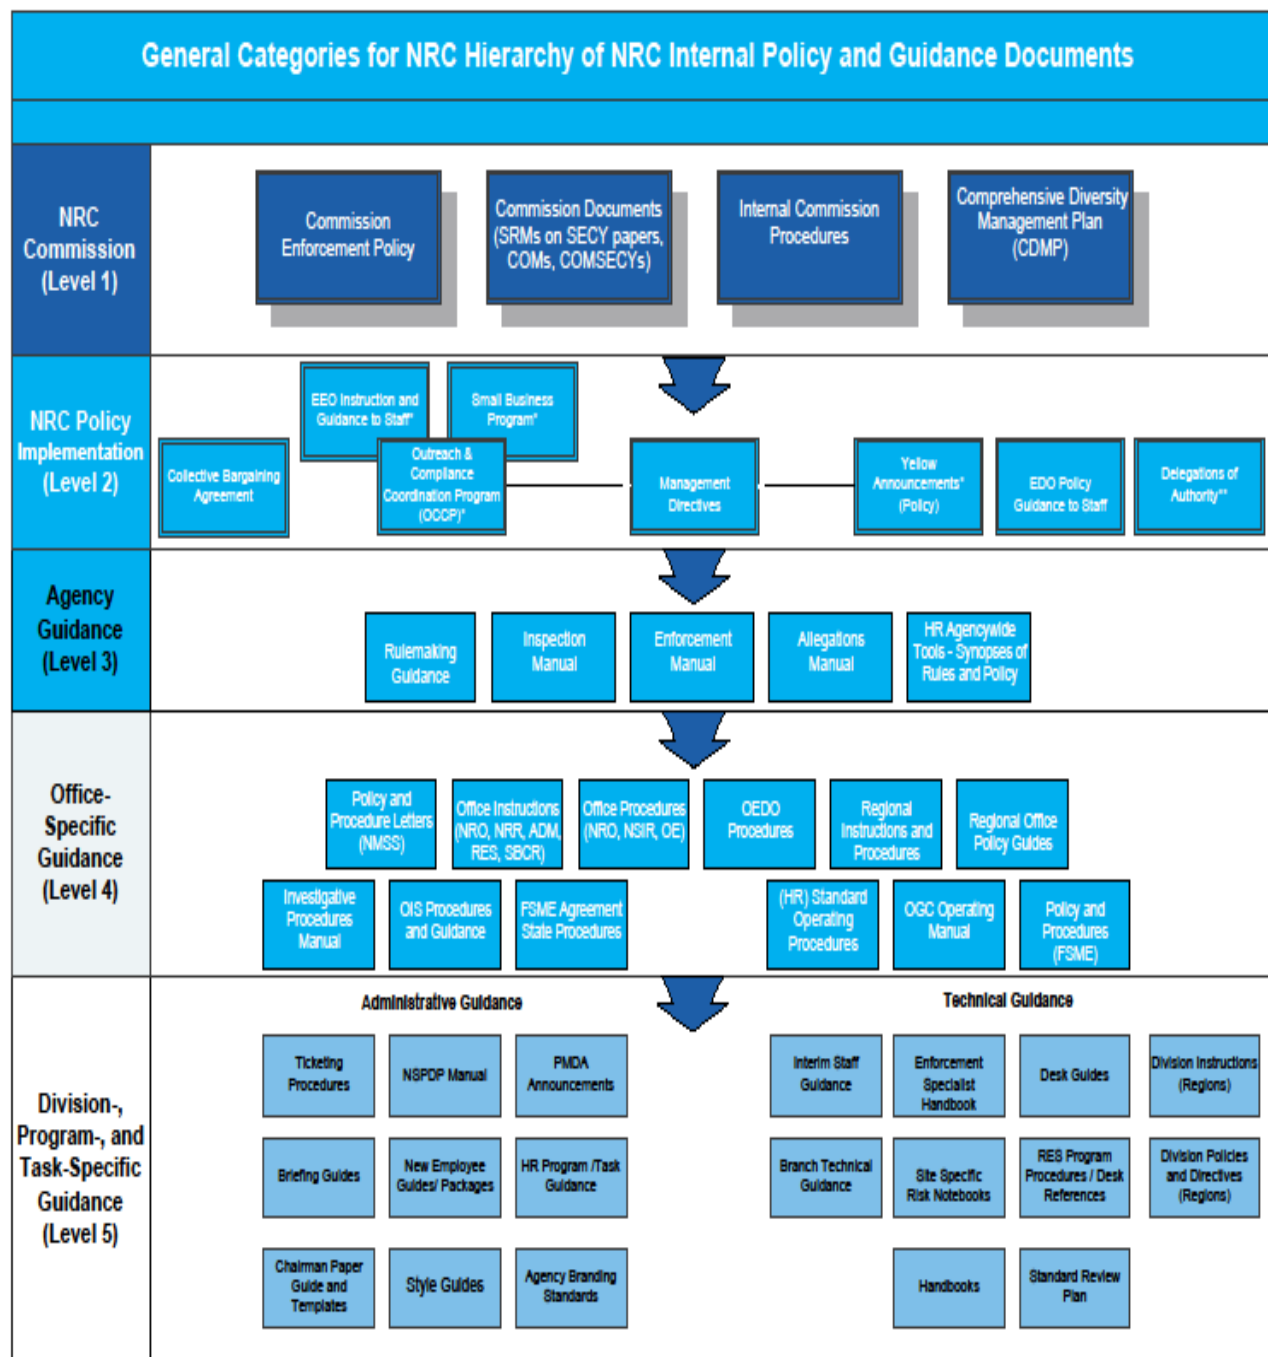 General Categories for NRC Hierarchy of NRC Internal Policy and Guidance Documents
NRC
Commission
(Level 1)
Commission
Enforcement Policy
Commission Documents
(SRMs on SECY papers,
COMs, COMSECYs)
Internal Commission
Procedures
Comprehensive Diversity
Management Plan
(CDMP)
NRC Policy
Implementation
(Level 2)
Collective Bargaining
Agreement
EEO Instruction and
Guidance to Staff*
Small Business
Program*
Outreach &
Compliance
Coordination Program
(OCCP)*
Management
Directives
Yellow
Announcements*
(Policy)
EDO Policy
Guidance to Staff
Delegations of
Authority**
Agency
Guidance
(Level 3)
Rulemaking
Guidance
Inspection
Manual
Enforcement
Manual
Allegations
Manual
HR Agencywide
Tools - Synopses of
Rules and Policy
Office-
Specific
Guidance
(Level 4)
Policy and
Procedure Letters
(NMSS)
Office Instructions
(NRO, NRR, ADM,
RES, SBCR)
Office Procedures
(NRO, NSIR, OE)
OEDO
Procedures
Regional
Instructions and
Procedures
Regional Office
Policy Guides
Investigative
Procedures
Manual
OIS Procedures
and Guidance
FSME Agreement
State Procedures
(HR) Standard
Operating
Procedures
OGC Operating
Manual
Policy and
Procedures
(FSME)
Division-,
Program-, and
Task-Specific
Guidance
(Level 5)
Administrative Guidance
Ticketing
Procedures
NSPDP Manual
PMDA
Announcements
Briefing Guides
New Employee
Guides/ Packages
HR Program /Task
Guidance
Chairman Paper
Guide and
Templates
Style Guides
Agency Branding
Standards
Technical Guidance
Interim Staff
Guidance
Enforcement
Specialist
Handbook
Desk Guides
Division Instructions
(Regions)
Branch Technical
Guidance
Site Specific
Risk Notebooks
RES Program
Procedures / Desk
References
Division Policies
and Directives
(Regions)
Handbooks
Standard Review
Plan